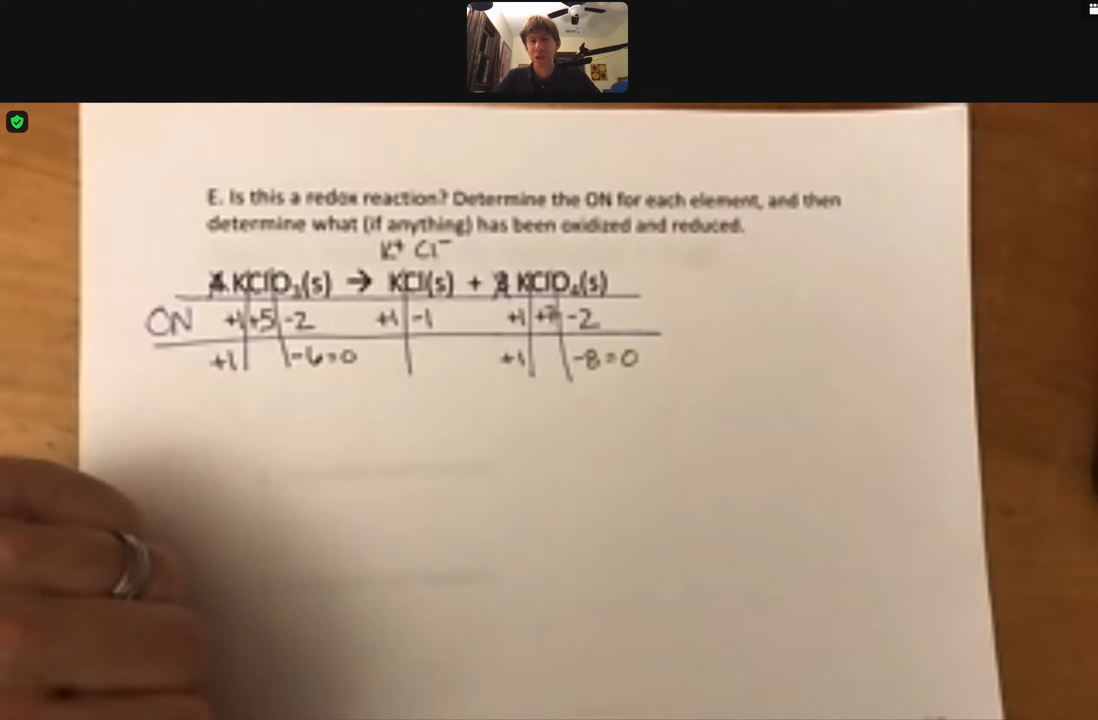 E. Is this a redox reaction? Determine the ON for each element, and then
determine what (if anything) has been oxidized and reduced.
K⁺ Cl⁻
4 KClO₃(s) → KCl(s) + 3 KClO₄(s)
ON +1 +5 -2 +1 -1 +1 +7 -2
+1 -6=0 +1 -8=0